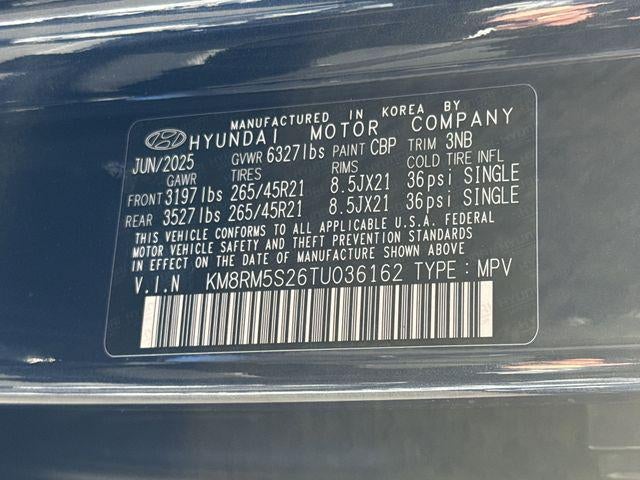 MANUFACTURED IN KOREA BY
HYUNDAI MOTOR COMPANY
JUN/2025 GVWR 6327lbs PAINT CBP TRIM 3NB
GAWR TIRES RIMS COLD TIRE INFL
FRONT 3197lbs 265/45R21 8.5JX21 36psi SINGLE
REAR 3527lbs 265/45R21 8.5JX21 36psi SINGLE
THIS VEHICLE CONFORMS TO ALL APPLICABLE U.S.A. FEDERAL
MOTOR VEHICLE SAFETY AND THEFT PREVENTION STANDARDS
IN EFFECT ON THE DATE OF MANUFACTURE SHOWN ABOVE.
V.I.N KM8RM5S26TU036162 TYPE : MPV